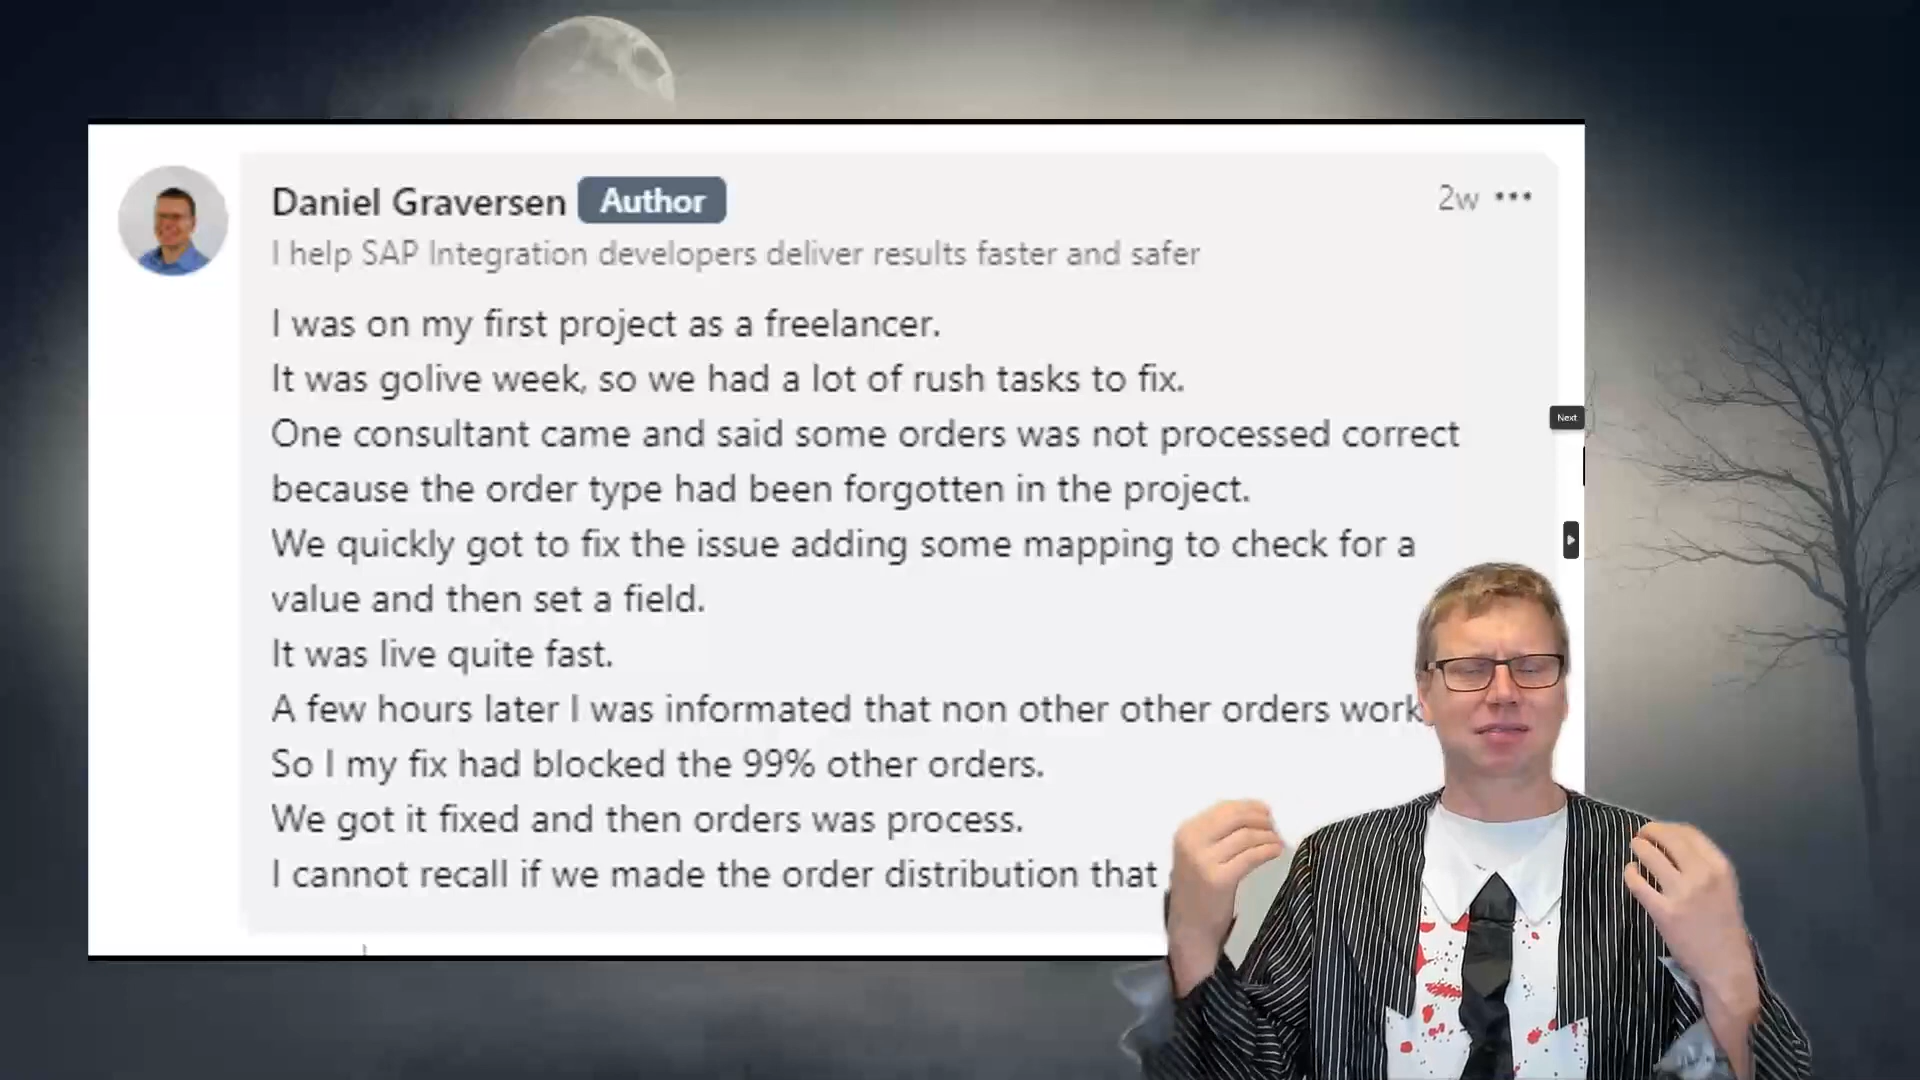 Daniel Graversen Author 2w
I help SAP Integration developers deliver results faster and safer
I was on my first project as a freelancer.
It was golive week, so we had a lot of rush tasks to fix.
One consultant came and said some orders was not processed correct
because the order type had been forgotten in the project.
We quickly got to fix the issue adding some mapping to check for a
value and then set a field.
It was live quite fast.
A few hours later I was informated that non other other orders work.
So I my fix had blocked the 99% other orders.
We got it fixed and then orders was process.
I cannot recall if we made the order distribution that
Next